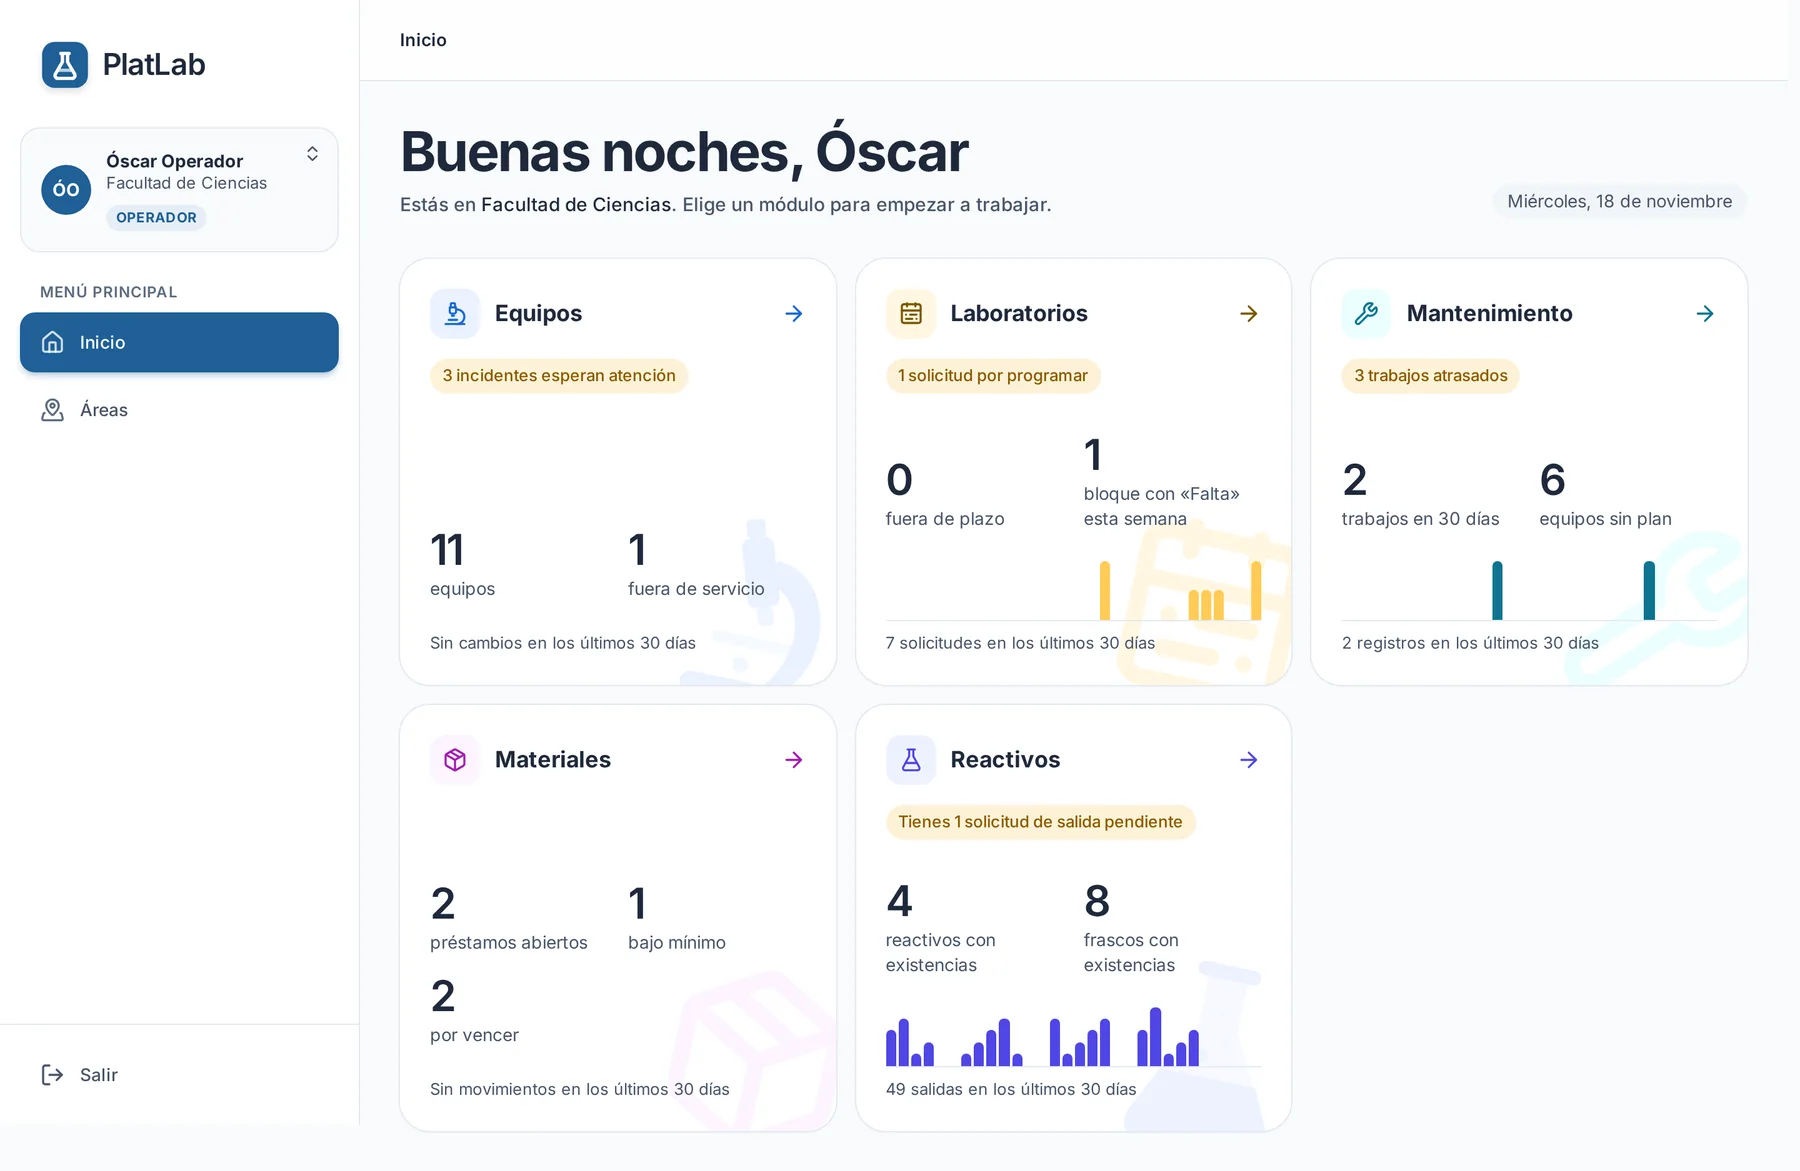 PlatLab
Óscar Operador
Facultad de Ciencias
ÓO
OPERADOR
MENÚ PRINCIPAL
Inicio
Áreas
Salir
Inicio
Buenas noches, Óscar
Estás en Facultad de Ciencias. Elige un módulo para empezar a trabajar.
Miércoles, 18 de noviembre
Equipos
3 incidentes esperan atención
11
equipos
1
fuera de servicio
Sin cambios en los últimos 30 días
Laboratorios
1 solicitud por programar
0
fuera de plazo
1
bloque con «Falta»
esta semana
7 solicitudes en los últimos 30 días
Mantenimiento
3 trabajos atrasados
2
trabajos en 30 días
6
equipos sin plan
2 registros en los últimos 30 días
Materiales
2
préstamos abiertos
1
bajo mínimo
2
por vencer
Sin movimientos en los últimos 30 días
Reactivos
Tienes 1 solicitud de salida pendiente
4
reactivos con
existencias
8
frascos con
existencias
49 salidas en los últimos 30 días